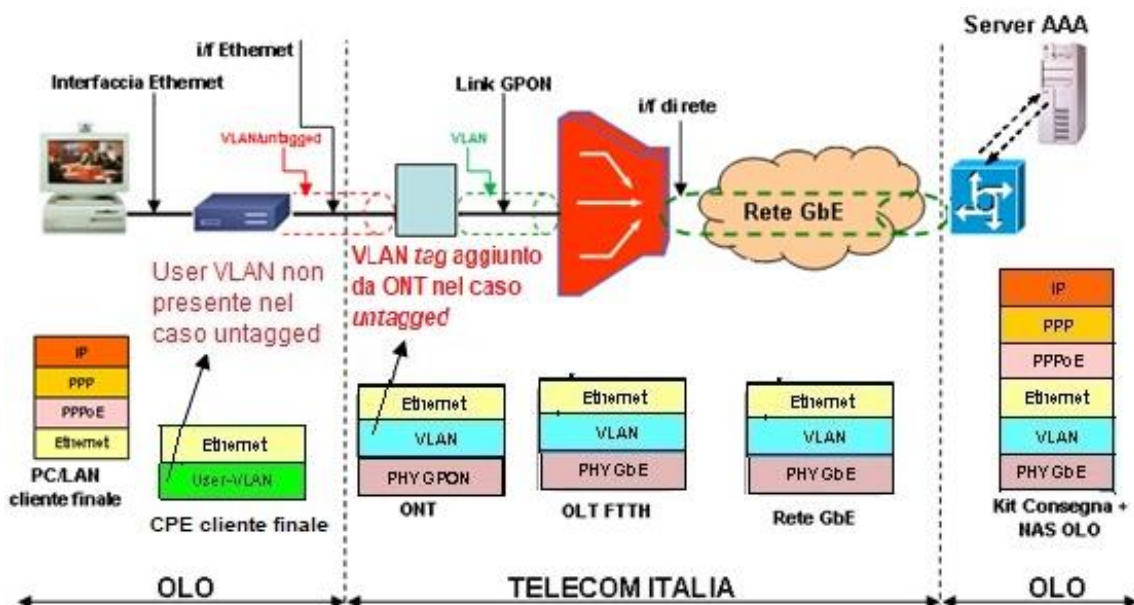 Server AAA
i/f Ethernet
Interfaccia Ethernet
Link GPON
i/f di rete
VLAN/untagged
VLAN
Rete GbE
User VLAN non
presente nel
caso untagged
VLAN tag aggiunto
da ONT nel caso
untagged
IP
PPP
PPPoE
Ethernet
PC/LAN
cliente finale
Ethernet
User-VLAN
CPE cliente finale
Ethernet
VLAN
PHY GPON
ONT
Ethernet
VLAN
PHY GbE
OLT FTTH
Ethernet
VLAN
PHY GbE
Rete GbE
IP
PPP
PPPoE
Ethernet
VLAN
PHY GbE
Kit Consegna +
NAS OLO
OLO
TELECOM ITALIA
OLO